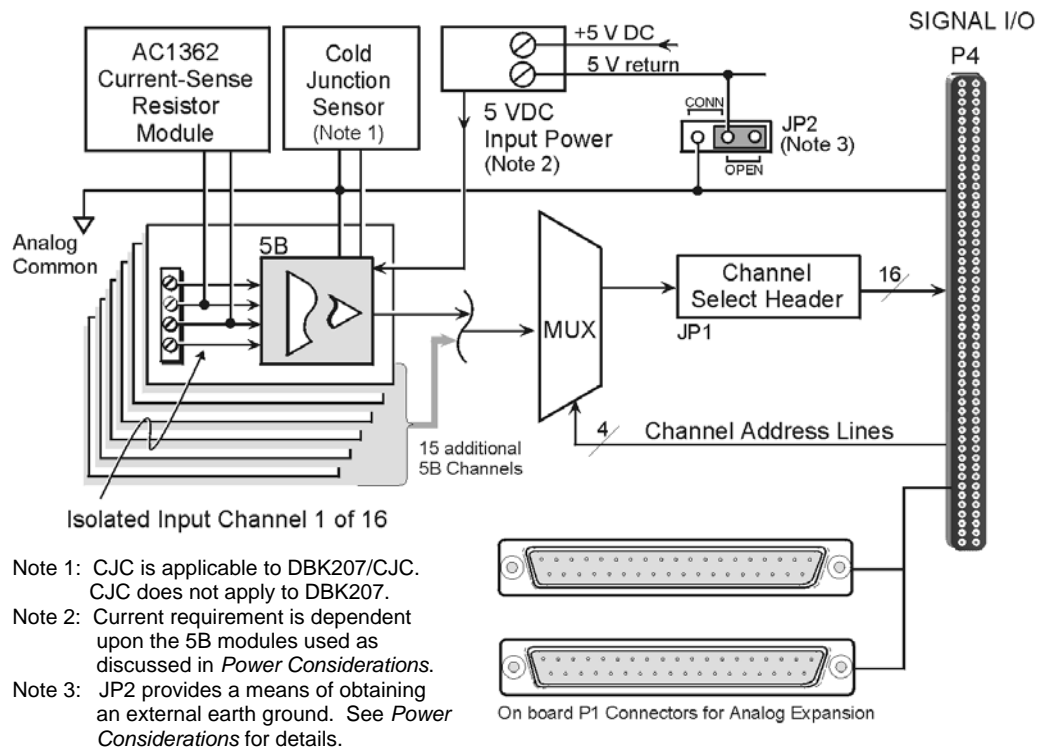 SIGNAL I/O
P4
AC1362
Current-Sense
Resistor
Module
Cold
Junction
Sensor
(Note 1)
+5 V DC
5 V return
5 VDC
Input Power
(Note 2)
CONN
JP2
(Note 3)
OPEN
Analog
Common
5B
MUX
Channel
Select Header
JP1
16
4
Channel Address Lines
15 additional
5B Channels
Isolated Input Channel 1 of 16
Note 1: CJC is applicable to DBK207/CJC.
CJC does not apply to DBK207.
Note 2: Current requirement is dependent
upon the 5B modules used as
discussed in Power Considerations.
Note 3: JP2 provides a means of obtaining
an external earth ground. See Power
Considerations for details.
On board P1 Connectors for Analog Expansion